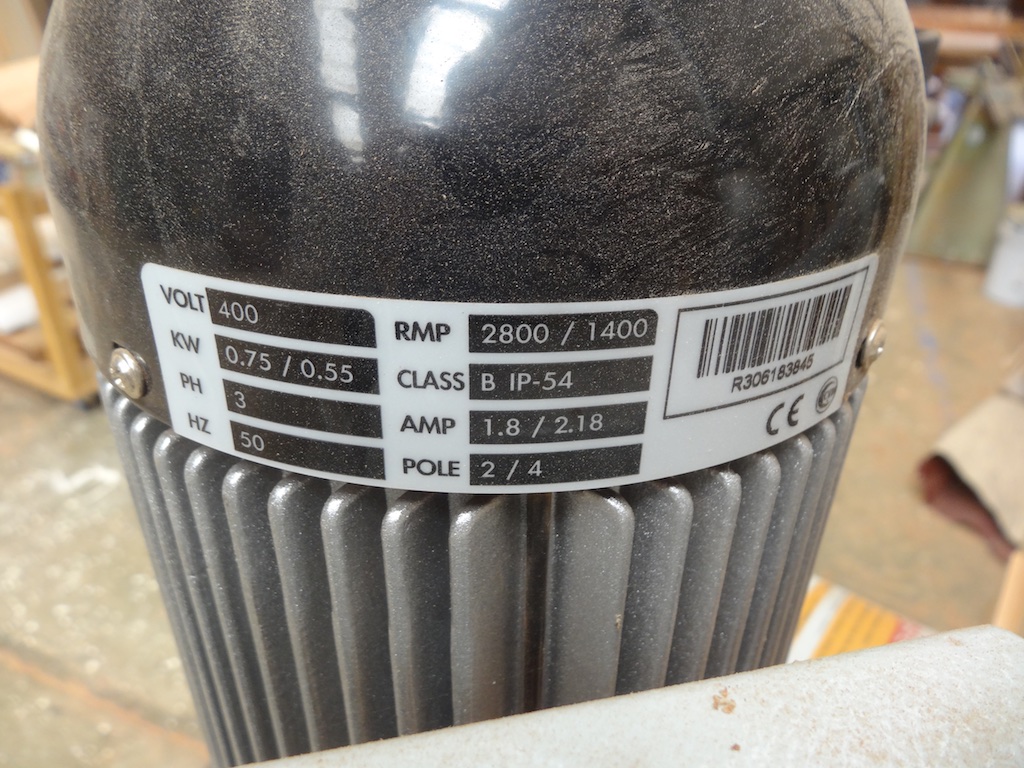 VOLT 400
KW 0.75 / 0.55
PH 3
HZ 50
RMP 2800 / 1400
CLASS B IP-54
AMP 1.8 / 2.18
POLE 2 / 4
R306183845
CE